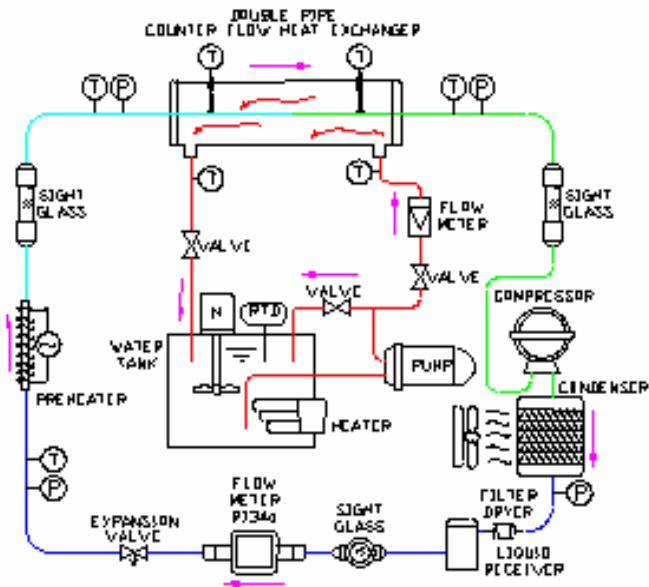 DOUBLE PIPE
COUNTER FLOW HEAT EXCHANGER
T
T
T
P
T
P
SIGHT
GLASS
T
T
FLOW
METER
SIGHT
GLASS
VALVE
VALVE
VALVE
COMPRESSOR
N
RTD
WATER
TANK
PUMP
PREHEATER
CONDENSER
HEATER
T
P
FLOW
METER
R134a
P
FILTER
DRYER
EXPANSION
VALVE
SIGHT
GLASS
LIQUID
RECEIVER